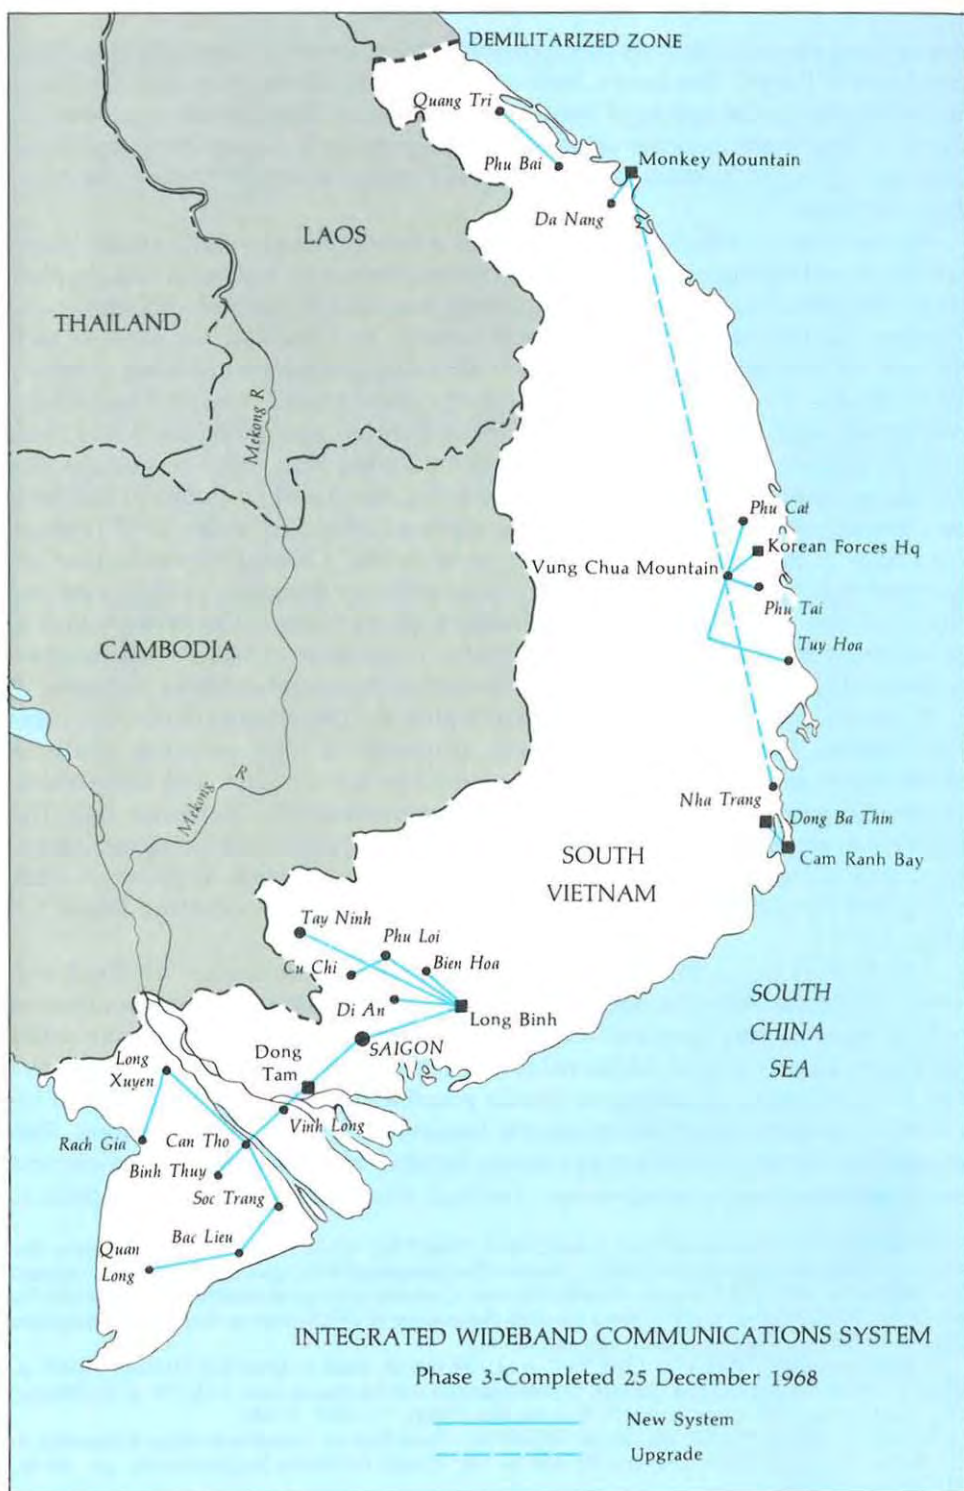 DEMILITARIZED ZONE
Quang Tri
Phu Bai
Monkey Mountain
Da Nang
LAOS
THAILAND
Mekong R
Phu Cat
Korean Forces Hq
Vung Chua Mountain
Phu Tai
Tuy Hoa
CAMBODIA
Mekong R
Nha Trang
Dong Ba Thin
Cam Ranh Bay
SOUTH
VIETNAM
Tay Ninh
Phu Loi
Cu Chi
Bien Hoa
Di An
Long Binh
SAIGON
SOUTH
CHINA
SEA
Dong
Tam
Long
Xuyen
Vinh Long
Rach Gia
Can Tho
Binh Thuy
Soc Trang
Bac Lieu
Quan
Long
INTEGRATED WIDEBAND COMMUNICATIONS SYSTEM
Phase 3-Completed 25 December 1968
New System
Upgrade